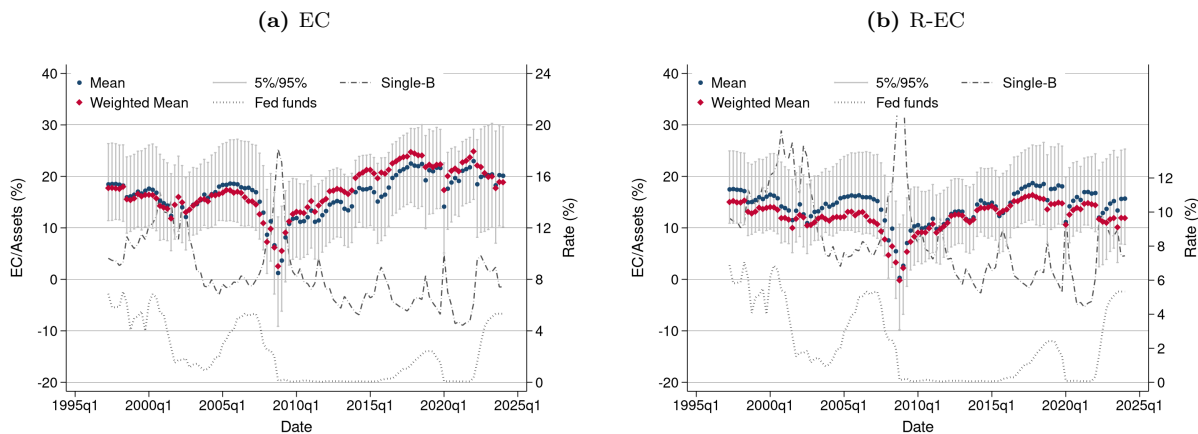 (a) EC
40
30
20
10
0
-10
-20
EC/Assets (%)
24
20
16
12
8
4
0
Rate (%)
Mean
5%/95%
Single-B
Weighted Mean
Fed funds
1995q1
2000q1
2005q1
2010q1
2015q1
2020q1
2025q1
Date
(b) R-EC
40
30
20
10
0
-10
-20
EC/Assets (%)
12
10
8
6
4
2
0
Rate (%)
Mean
5%/95%
Single-B
Weighted Mean
Fed funds
1995q1
2000q1
2005q1
2010q1
2015q1
2020q1
2025q1
Date